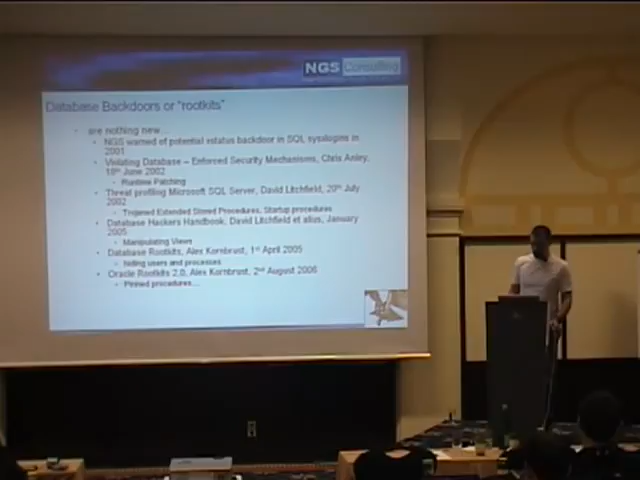 NGS Consulting
Database Backdoors or "rootkits"
are nothing new...
NGS warned of potential xstatus backdoor in SQL sysxlogins in
2001
Violating Database – Enforced Security Mechanisms, Chris Anley,
18th June 2002
Runtime Patching
Threat profiling Microsoft SQL Server, David Litchfield, 20th July
2002
Trojaned Extended Stored Procedures, Startup procedures
Database Hackers Handbook, David Litchfield et alius, January
2005
Manipulating Views
Database Rootkits, Alex Kornbrust, 1st April 2005
hiding users and processes
Oracle Rootkits 2.0, Alex Kornbrust, 2nd August 2006
Pinned procedures...